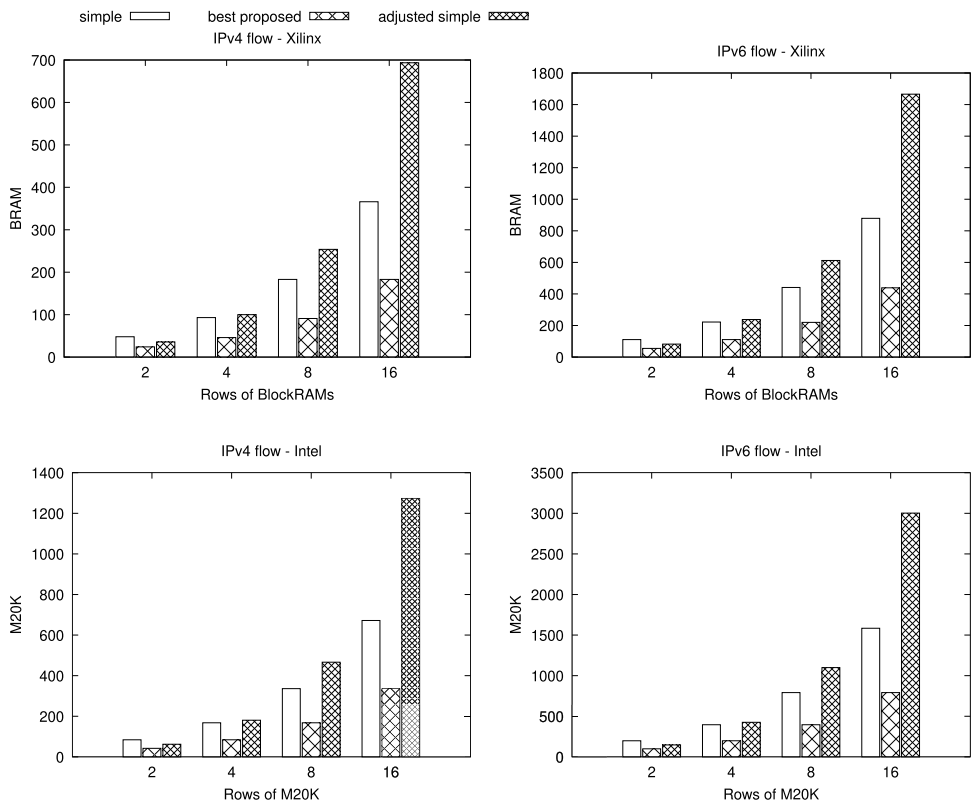 simple best proposed adjusted simple
IPv4 flow - Xilinx
700
600
500
400
300
200
100
0
BRAM
2 4 8 16
Rows of BlockRAMs
IPv6 flow - Xilinx
1800
1600
1400
1200
1000
800
600
400
200
0
BRAM
2 4 8 16
Rows of BlockRAMs
IPv4 flow - Intel
1400
1200
1000
800
600
400
200
0
M20K
2 4 8 16
Rows of M20K
IPv6 flow - Intel
3500
3000
2500
2000
1500
1000
500
0
M20K
2 4 8 16
Rows of M20K